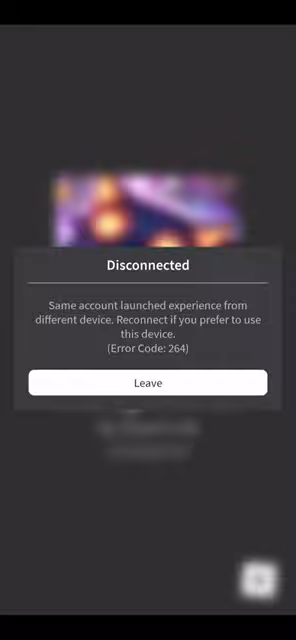 Disconnected
Same account launched experience from
different device. Reconnect if you prefer to use
this device.
(Error Code: 264)
Leave